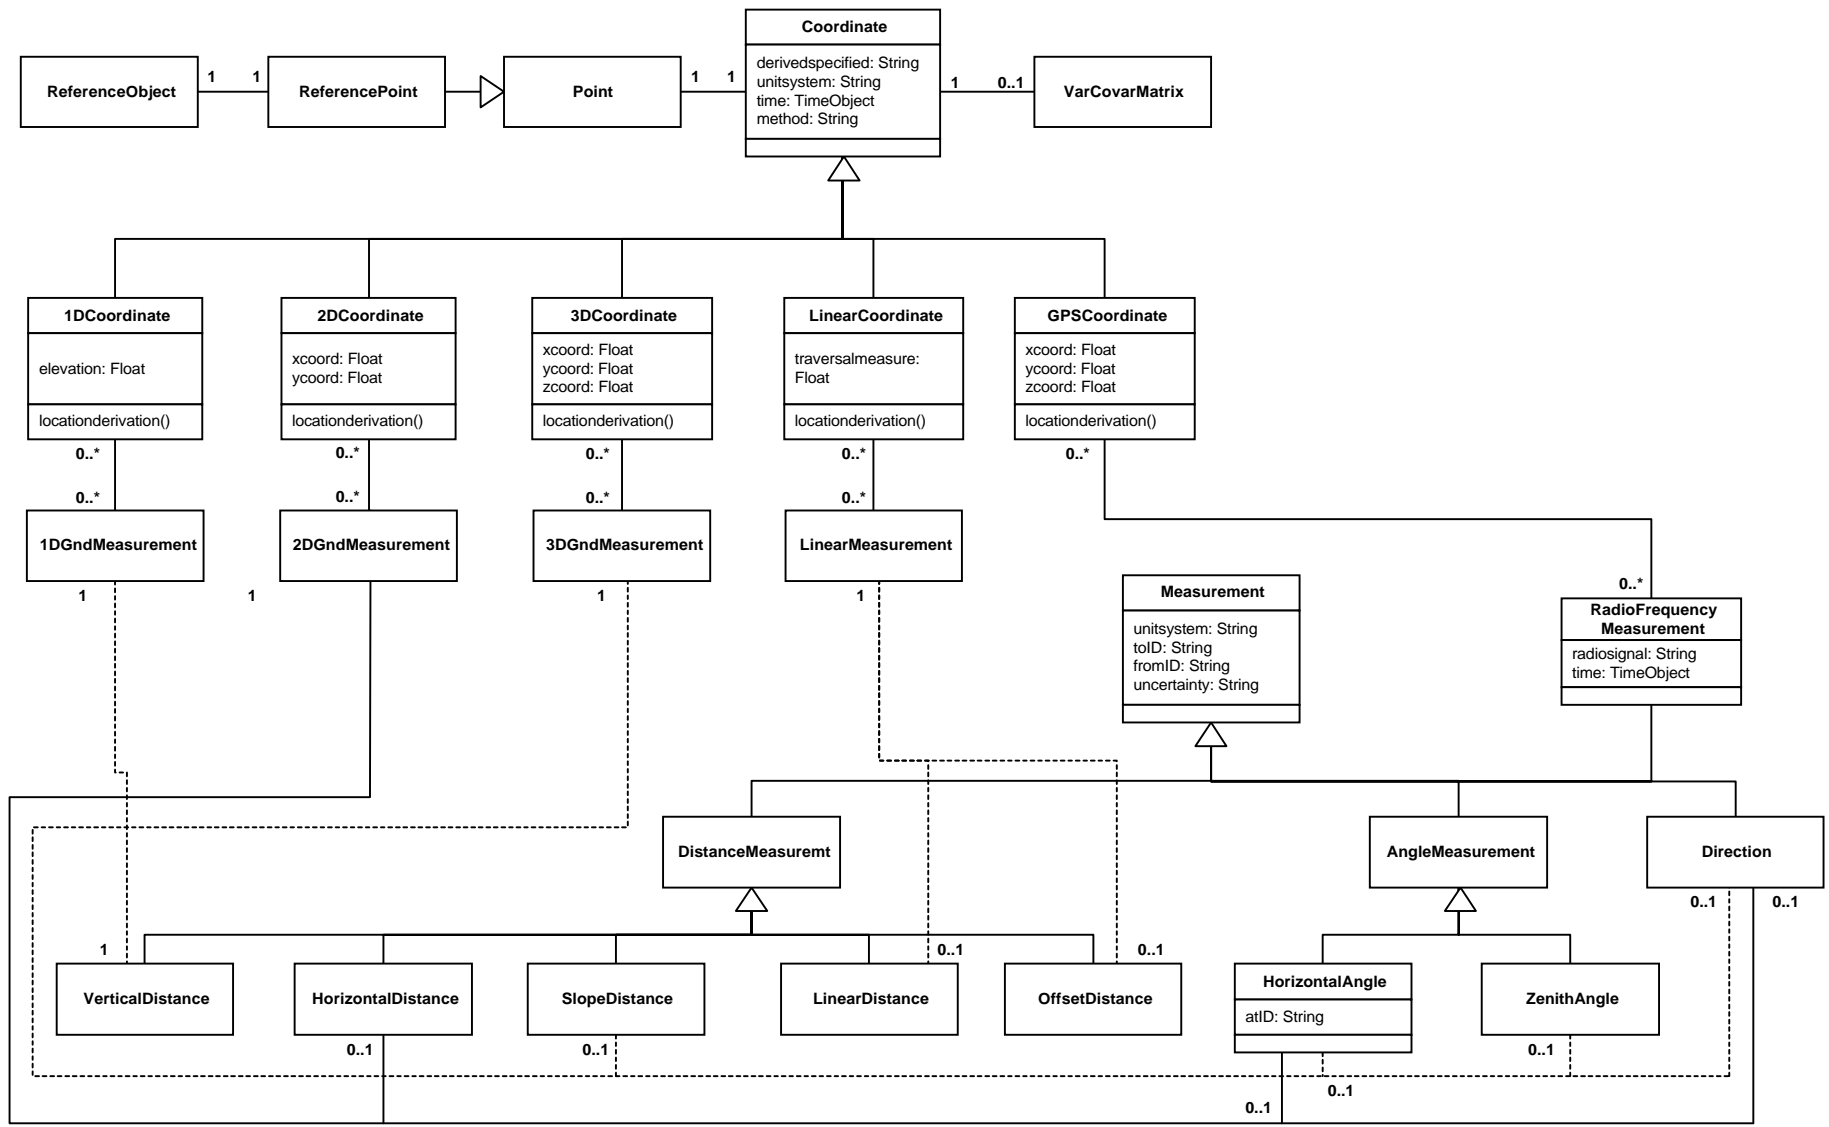 Coordinate
derivedspecified: String
unitsystem: String
time: TimeObject
method: String
ReferenceObject
1
1
ReferencePoint
Point
1
1
1
0..1
VarCovarMatrix
1DCoordinate
elevation: Float
locationderivation()
2DCoordinate
xcoord: Float
ycoord: Float
locationderivation()
3DCoordinate
xcoord: Float
ycoord: Float
zcoord: Float
locationderivation()
LinearCoordinate
traversalmeasure:
Float
locationderivation()
GPSCoordinate
xcoord: Float
ycoord: Float
zcoord: Float
locationderivation()
0..*
0..*
0..*
0..*
0..*
0..*
0..*
0..*
0..*
1DGndMeasurement
2DGndMeasurement
3DGndMeasurement
LinearMeasurement
1
1
1
1
0..*
Measurement
unitsystem: String
toID: String
fromID: String
uncertainty: String
RadioFrequency
Measurement
radiosignal: String
time: TimeObject
DistanceMeasuremt
AngleMeasurement
Direction
0..1
0..1
1
0..1
0..1
VerticalDistance
HorizontalDistance
SlopeDistance
LinearDistance
OffsetDistance
HorizontalAngle
atID: String
ZenithAngle
0..1
0..1
0..1
0..1
0..1